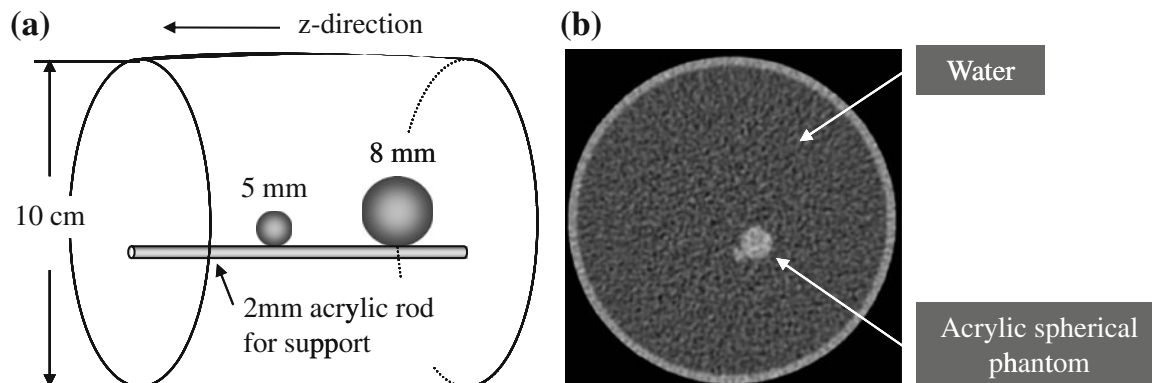 (a)
z-direction
10 cm
5 mm
8 mm
2mm acrylic rod
for support
(b)
Water
Acrylic spherical
phantom